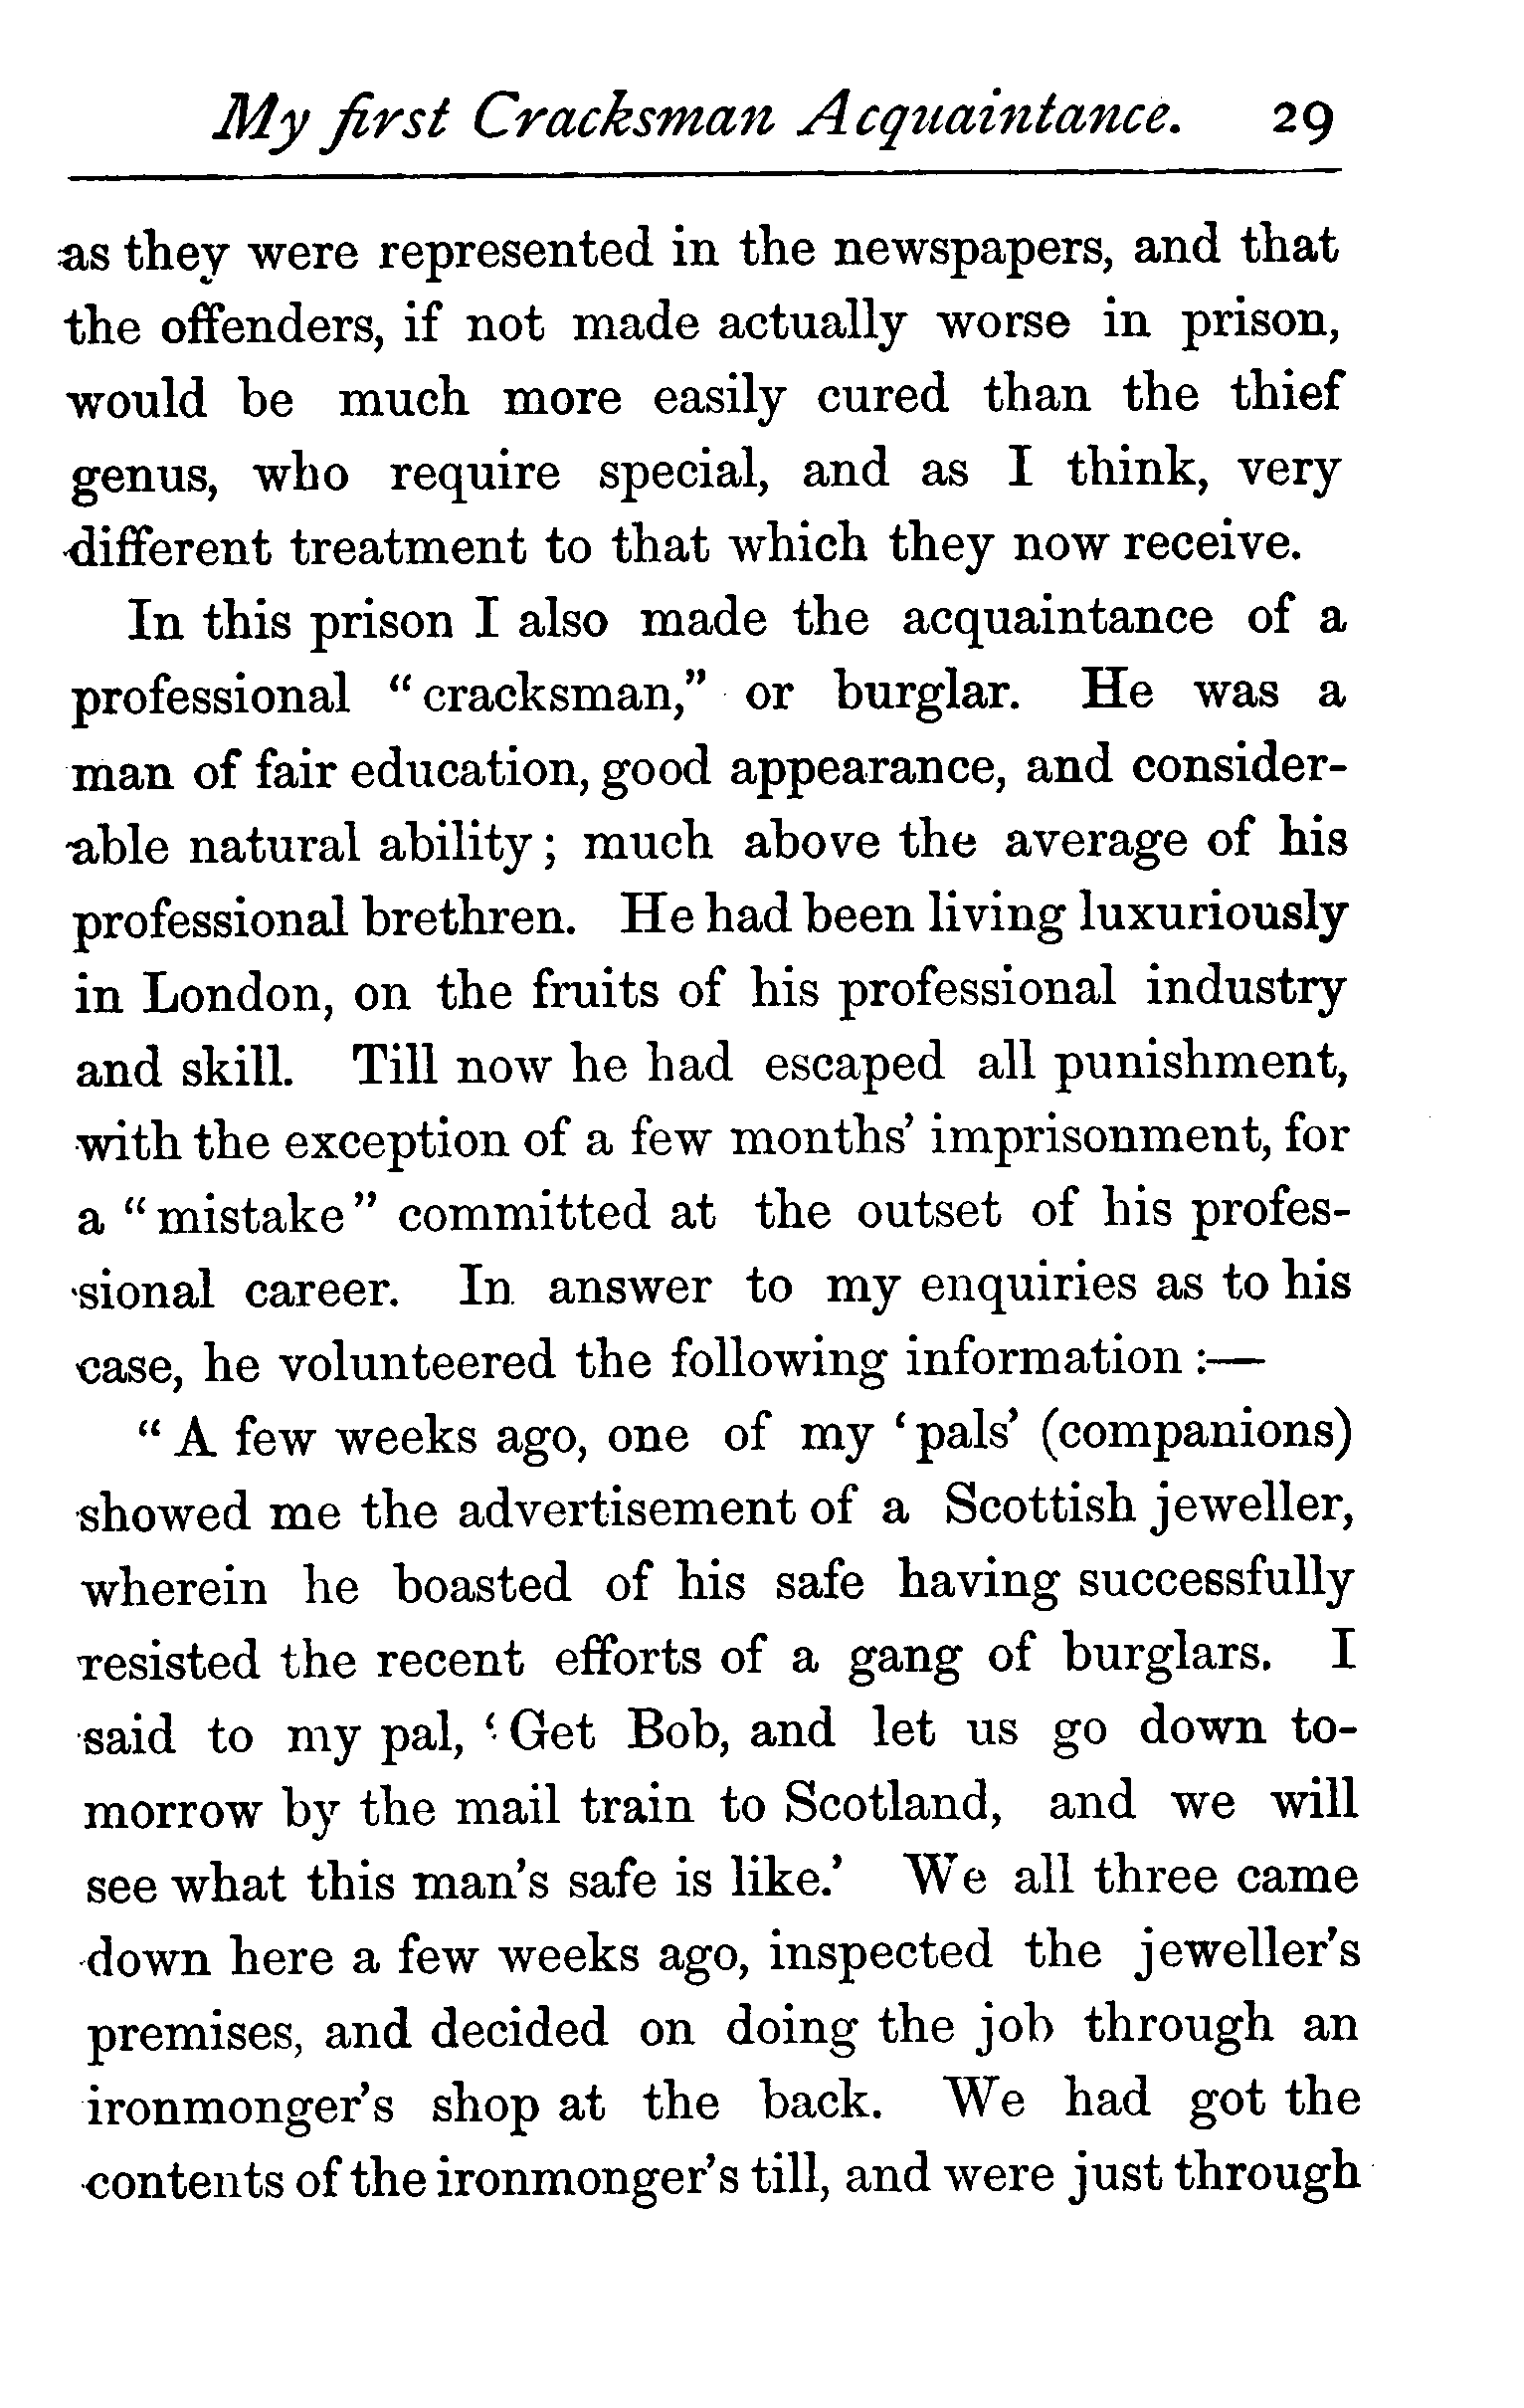 My first Cracksman Acquaintance. 29
as they were represented in the newspapers, and that
the offenders, if not made actually worse in prison,
would be much more easily cured than the thief
genus, who require special, and as I think, very
different treatment to that which they now receive.
In this prison I also made the acquaintance of a
professional “cracksman,” or burglar. He was a
man of fair education, good appearance, and consider-
able natural ability; much above the average of his
professional brethren. He had been living luxuriously
in London, on the fruits of his professional industry
and skill. Till now he had escaped all punishment,
with the exception of a few months’ imprisonment, for
a “mistake” committed at the outset of his profes-
sional career. In answer to my enquiries as to his
case, he volunteered the following information :—
“A few weeks ago, one of my ‘pals’ (companions)
showed me the advertisement of a Scottish jeweller,
wherein he boasted of his safe having successfully
resisted the recent efforts of a gang of burglars. I
said to my pal, ‘Get Bob, and let us go down to-
morrow by the mail train to Scotland, and we will
see what this man’s safe is like.’ We all three came
down here a few weeks ago, inspected the jeweller’s
premises, and decided on doing the job through an
ironmonger’s shop at the back. We had got the
contents of the ironmonger’s till, and were just through